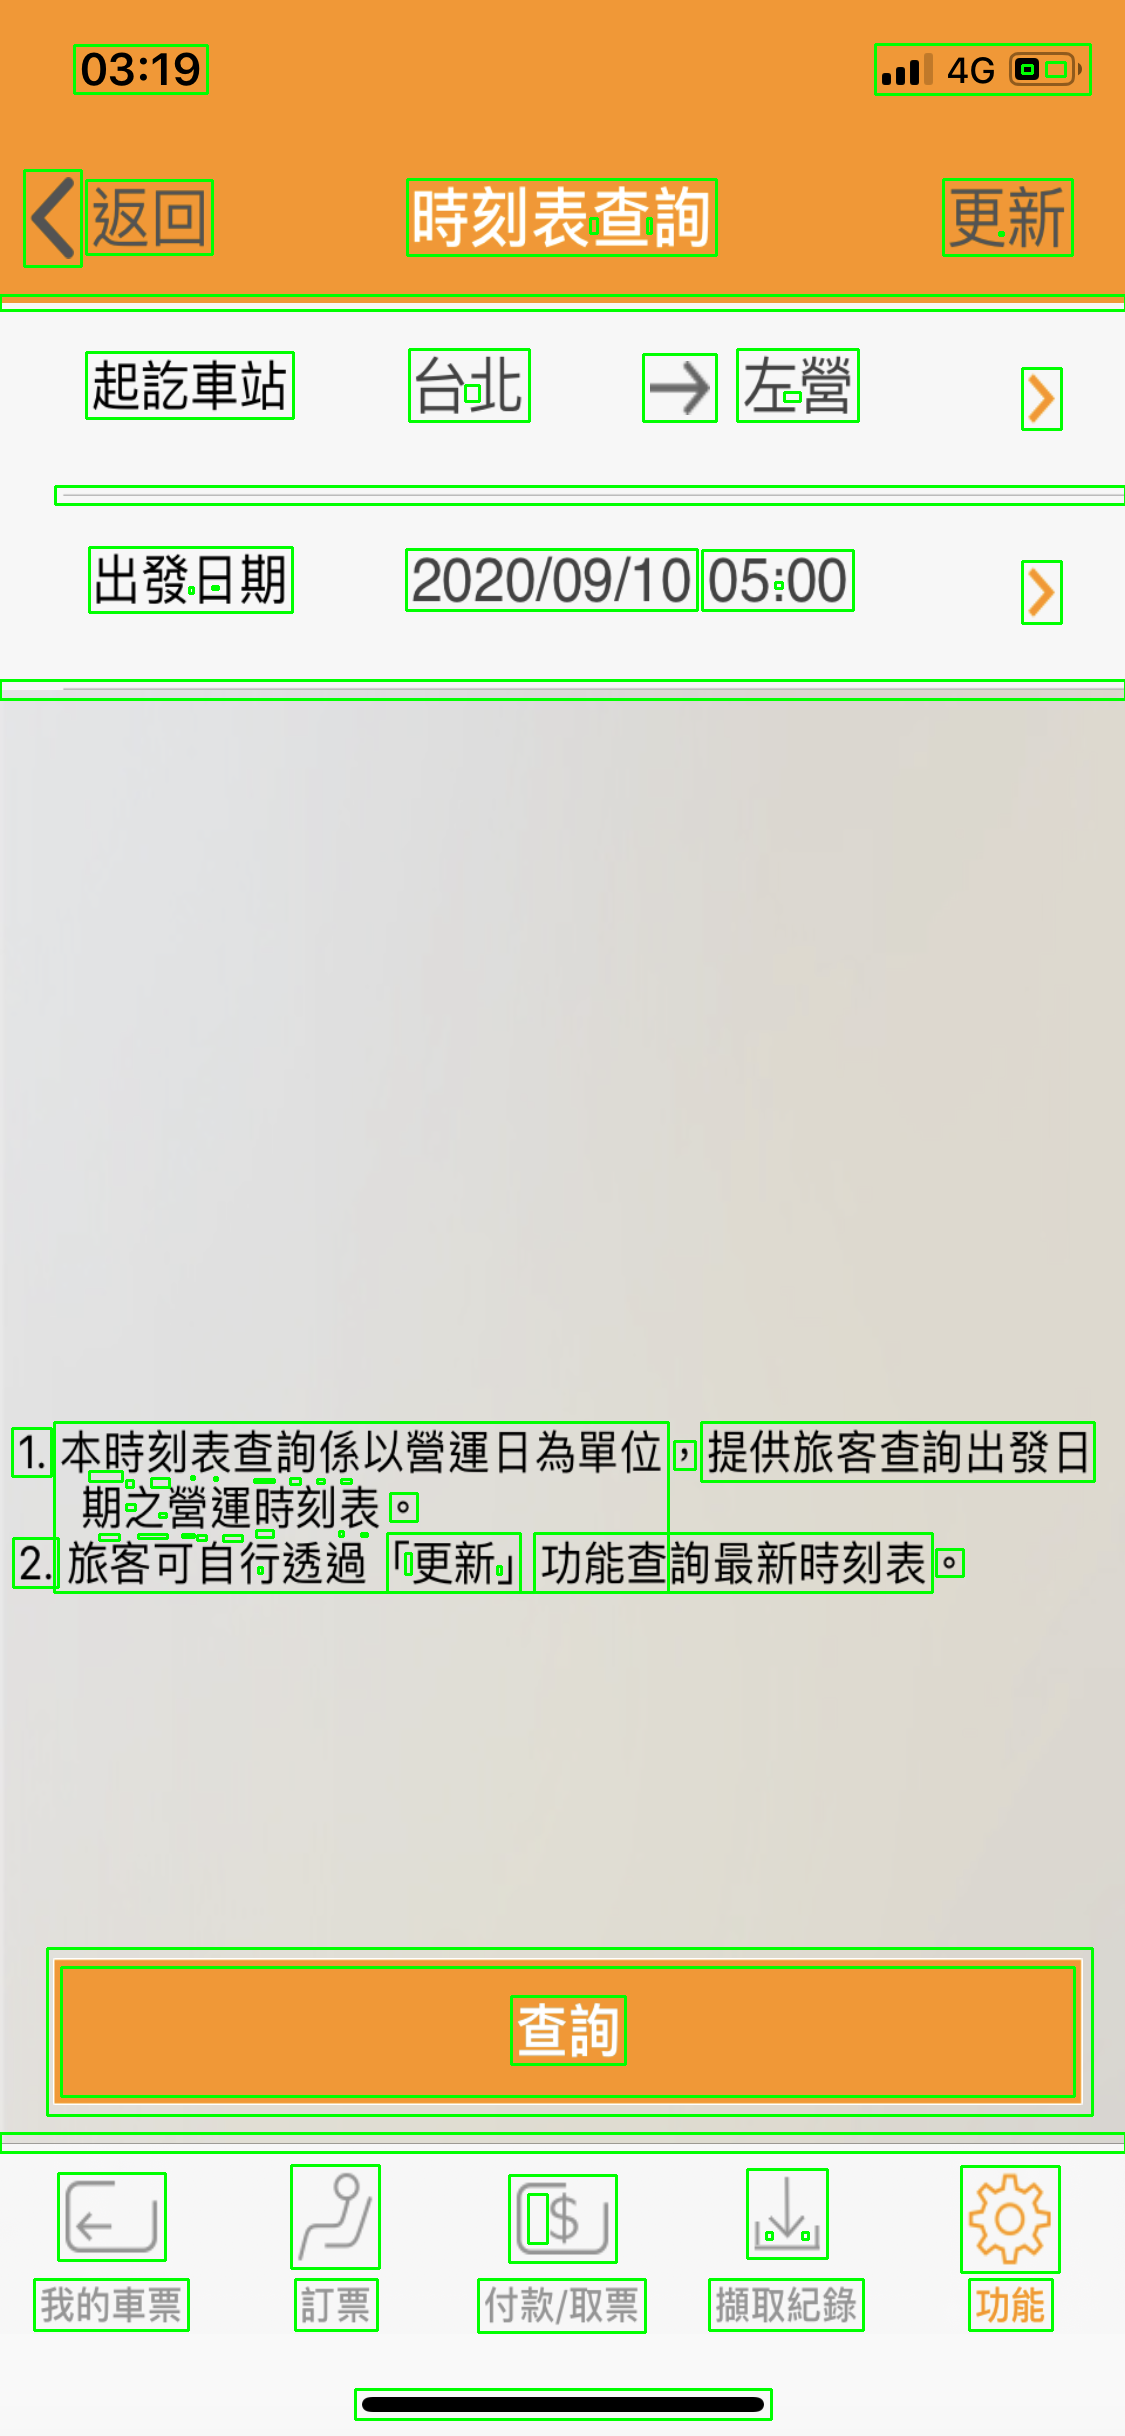 03:19 4G
返回 時刻表查詢 更新
起訖車站 台北 → 左營
出發日期 2020/09/10 05:00
1. 本時刻表查詢係以營運日為單位，提供旅客查詢出發日
期之營運時刻表。
2. 旅客可自行透過「更新」功能查詢最新時刻表。
查詢
$
我的車票 訂票 付款/取票 擷取紀錄 功能